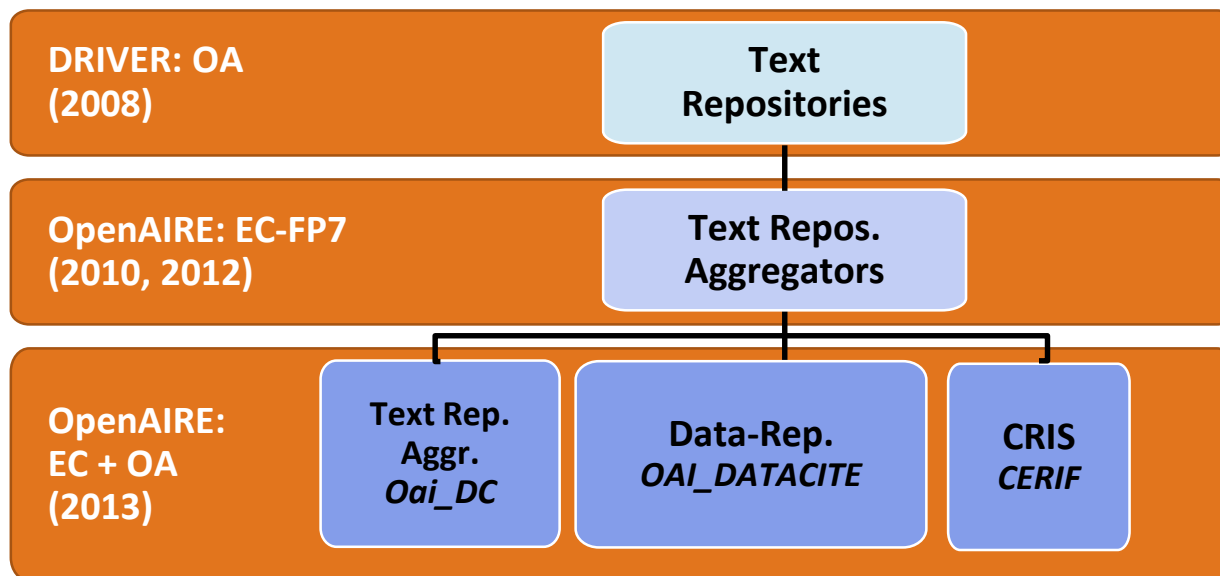 DRIVER: OA
(2008)
Text
Repositories
OpenAIRE: EC-FP7
(2010, 2012)
Text Repos.
Aggregators
OpenAIRE:
EC + OA
(2013)
Text Rep.
Aggr.
Oai_DC
Data-Rep.
OAI_DATACITE
CRIS
CERIF